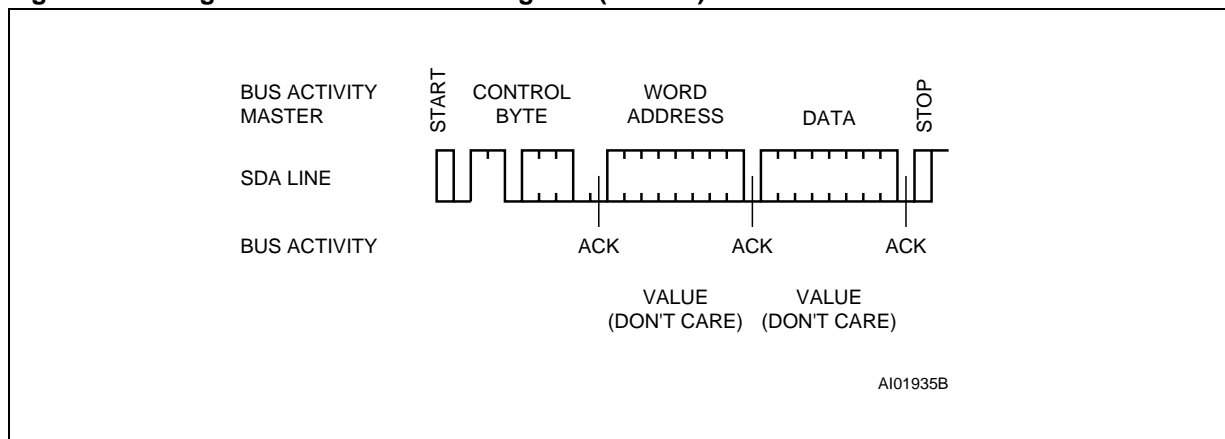 BUS ACTIVITY
MASTER
START
CONTROL
BYTE
WORD
ADDRESS
DATA
STOP
SDA LINE
BUS ACTIVITY
ACK
ACK
ACK
VALUE
(DON'T CARE)
VALUE
(DON'T CARE)
AI01935B